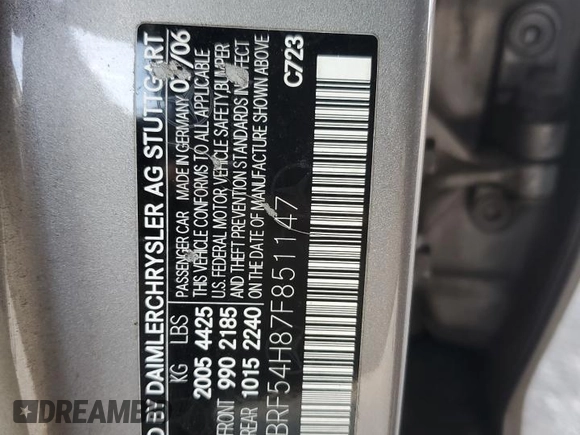 D BY DAIMLERCHRYSLER AG STUTTGART
KG LBS PASSENGER CAR MADE IN GERMANY /06
2005 4425 THIS VEHICLE CONFORMS TO ALL APPLICABLE
U.S. FEDERAL MOTOR VEHICLE SAFETY, BUMPER
FRONT 990 2185 AND THEFT PREVENTION STANDARDS IN EFFECT
REAR 1015 2240 ON THE DATE OF MANUFACTURE SHOWN ABOVE
BRF54H87F851147 C723
DREAME